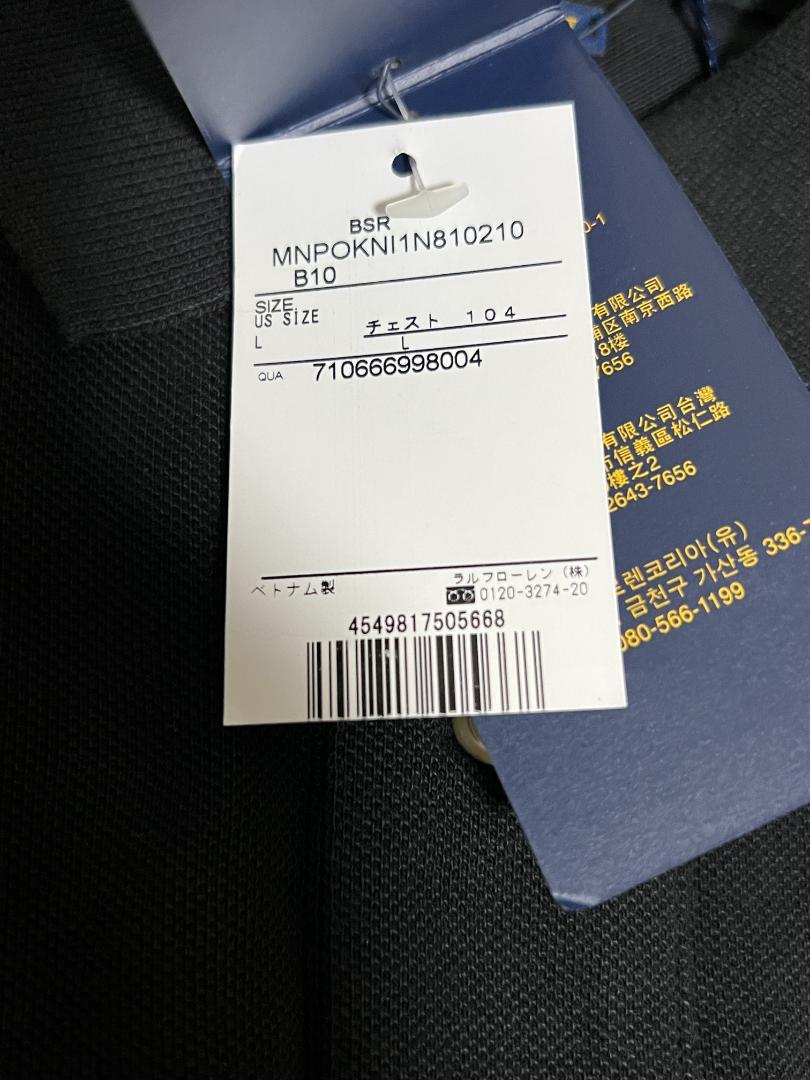 BSR
MNPOKNI1N810210
B10
SIZE
US SIZE
チェスト 104
L
L
QUA. 710666998004
ベトナム製
ラルフローレン (株)
0120-3274-20
4549817505668
-1
有限公司
区南京西路
8楼
7656
有限公司台灣
市信義區松仁路
樓之2
2643-7656
렌코리아(유)
금천구 가산동 336-
080-566-1199